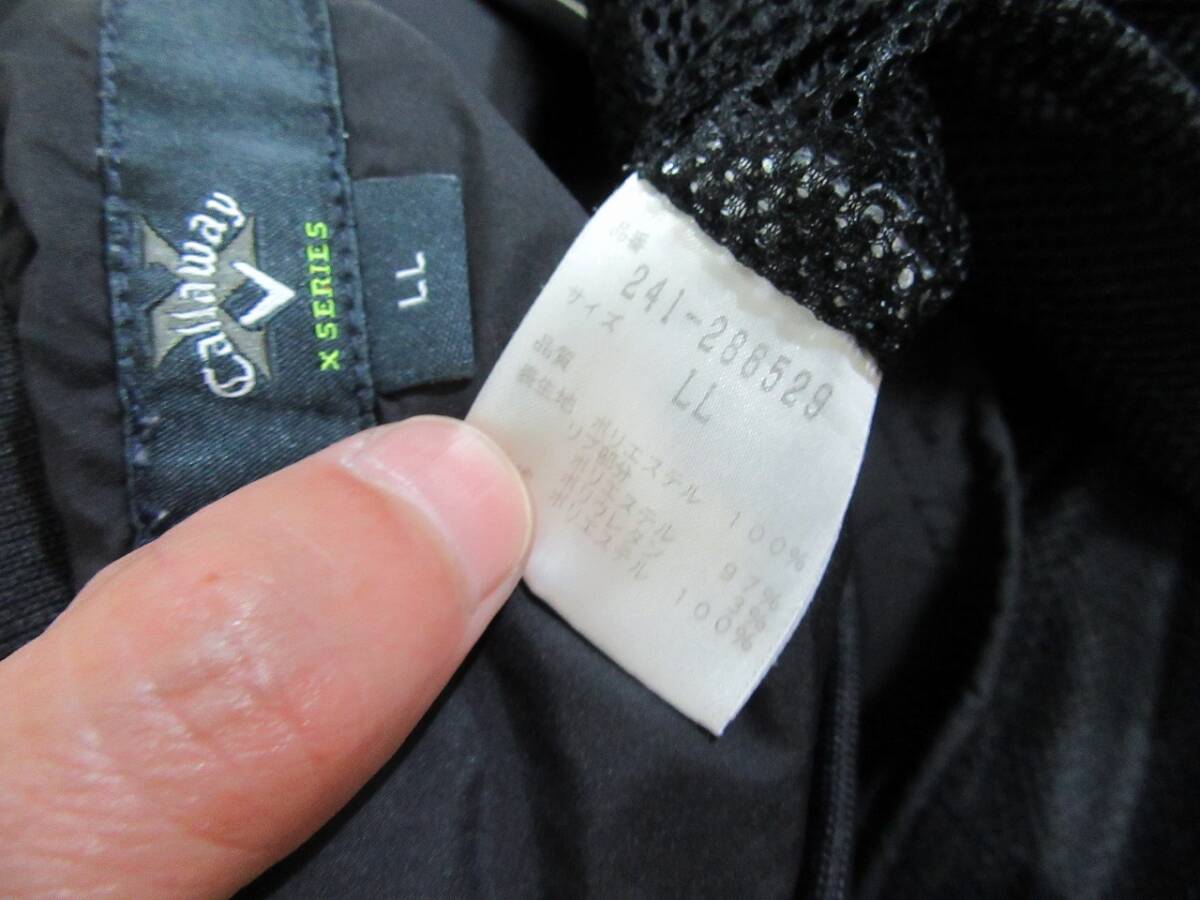 Callaway
X SERIES
LL
品番
241-286529
サイズ
LL
品質
表生地 ポリエステル 100%
リブ部分
ポリエステル 97%
ポリウレタン 3%
ポリエステル 100%